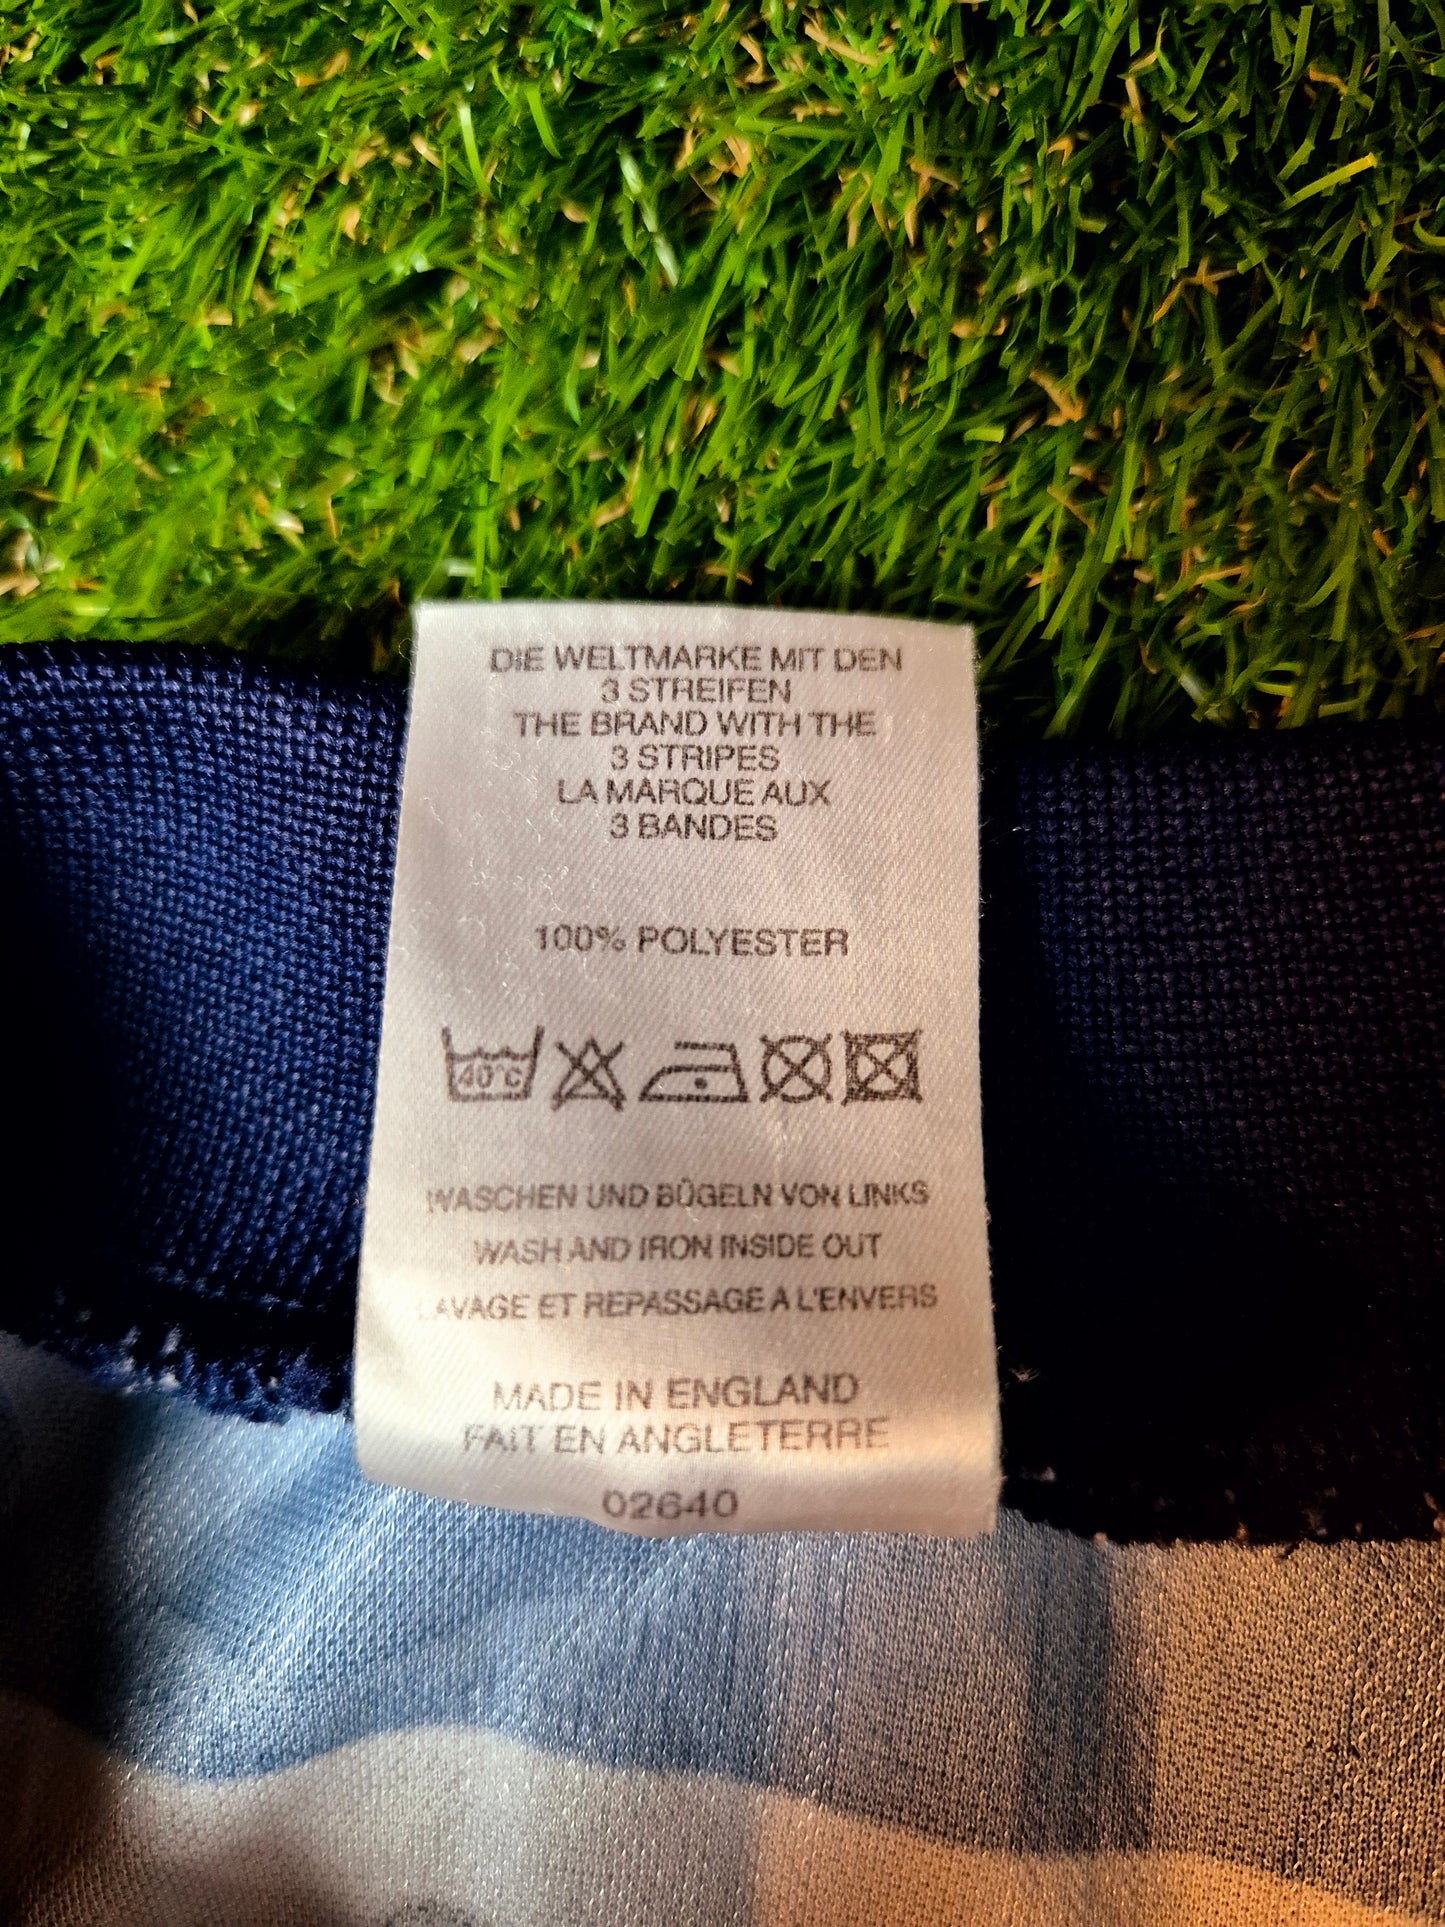 DIE WELTMARKE MIT DEN
3 STREIFEN
THE BRAND WITH THE
3 STRIPES
LA MARQUE AUX
3 BANDES
100% POLYESTER
40°C
WASCHEN UND BÜGELN VON LINKS
WASH AND IRON INSIDE OUT
LAVAGE ET REPASSAGE A L'ENVERS
MADE IN ENGLAND
FAIT EN ANGLETERRE
02640